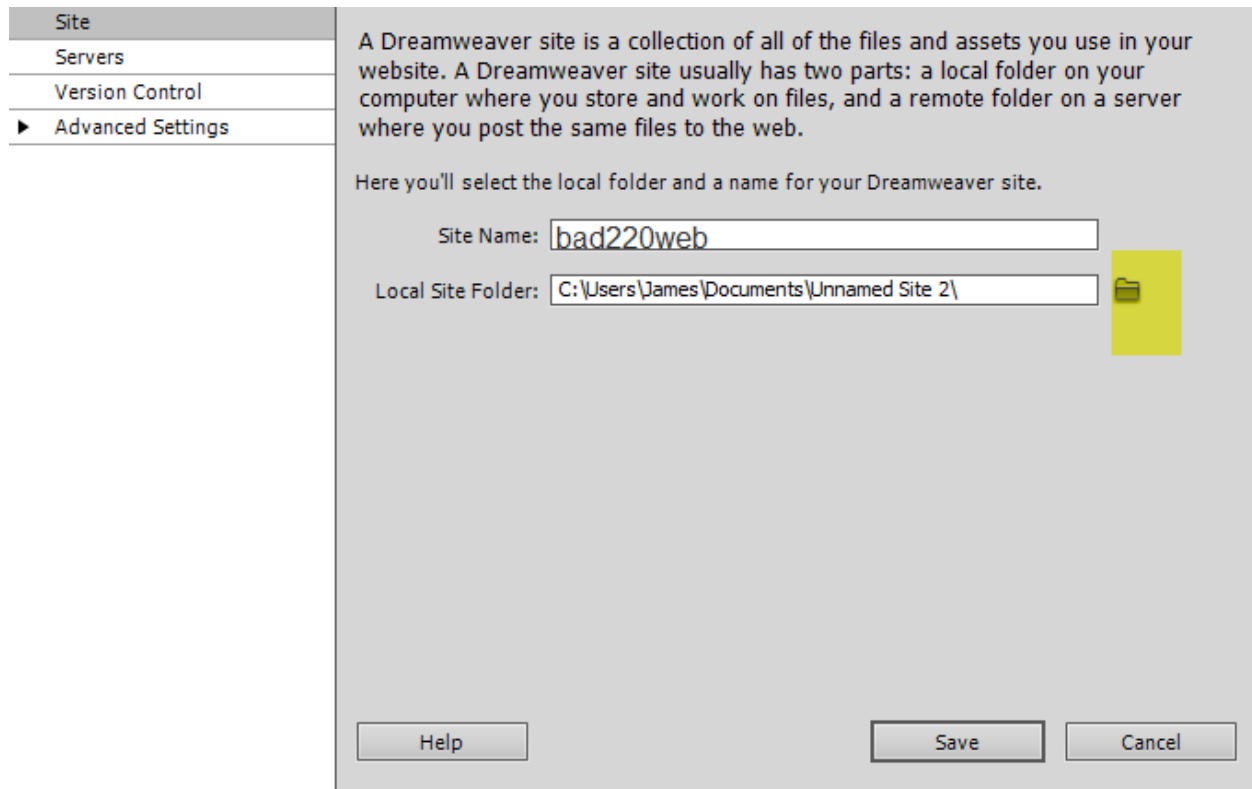 Site
Servers
Version Control
Advanced Settings
A Dreamweaver site is a collection of all of the files and assets you use in your
website. A Dreamweaver site usually has two parts: a local folder on your
computer where you store and work on files, and a remote folder on a server
where you post the same files to the web.
Here you'll select the local folder and a name for your Dreamweaver site.
Site Name: bad220web
Local Site Folder: C:\Users\James\Documents\Unnamed Site 2\
Help Save Cancel